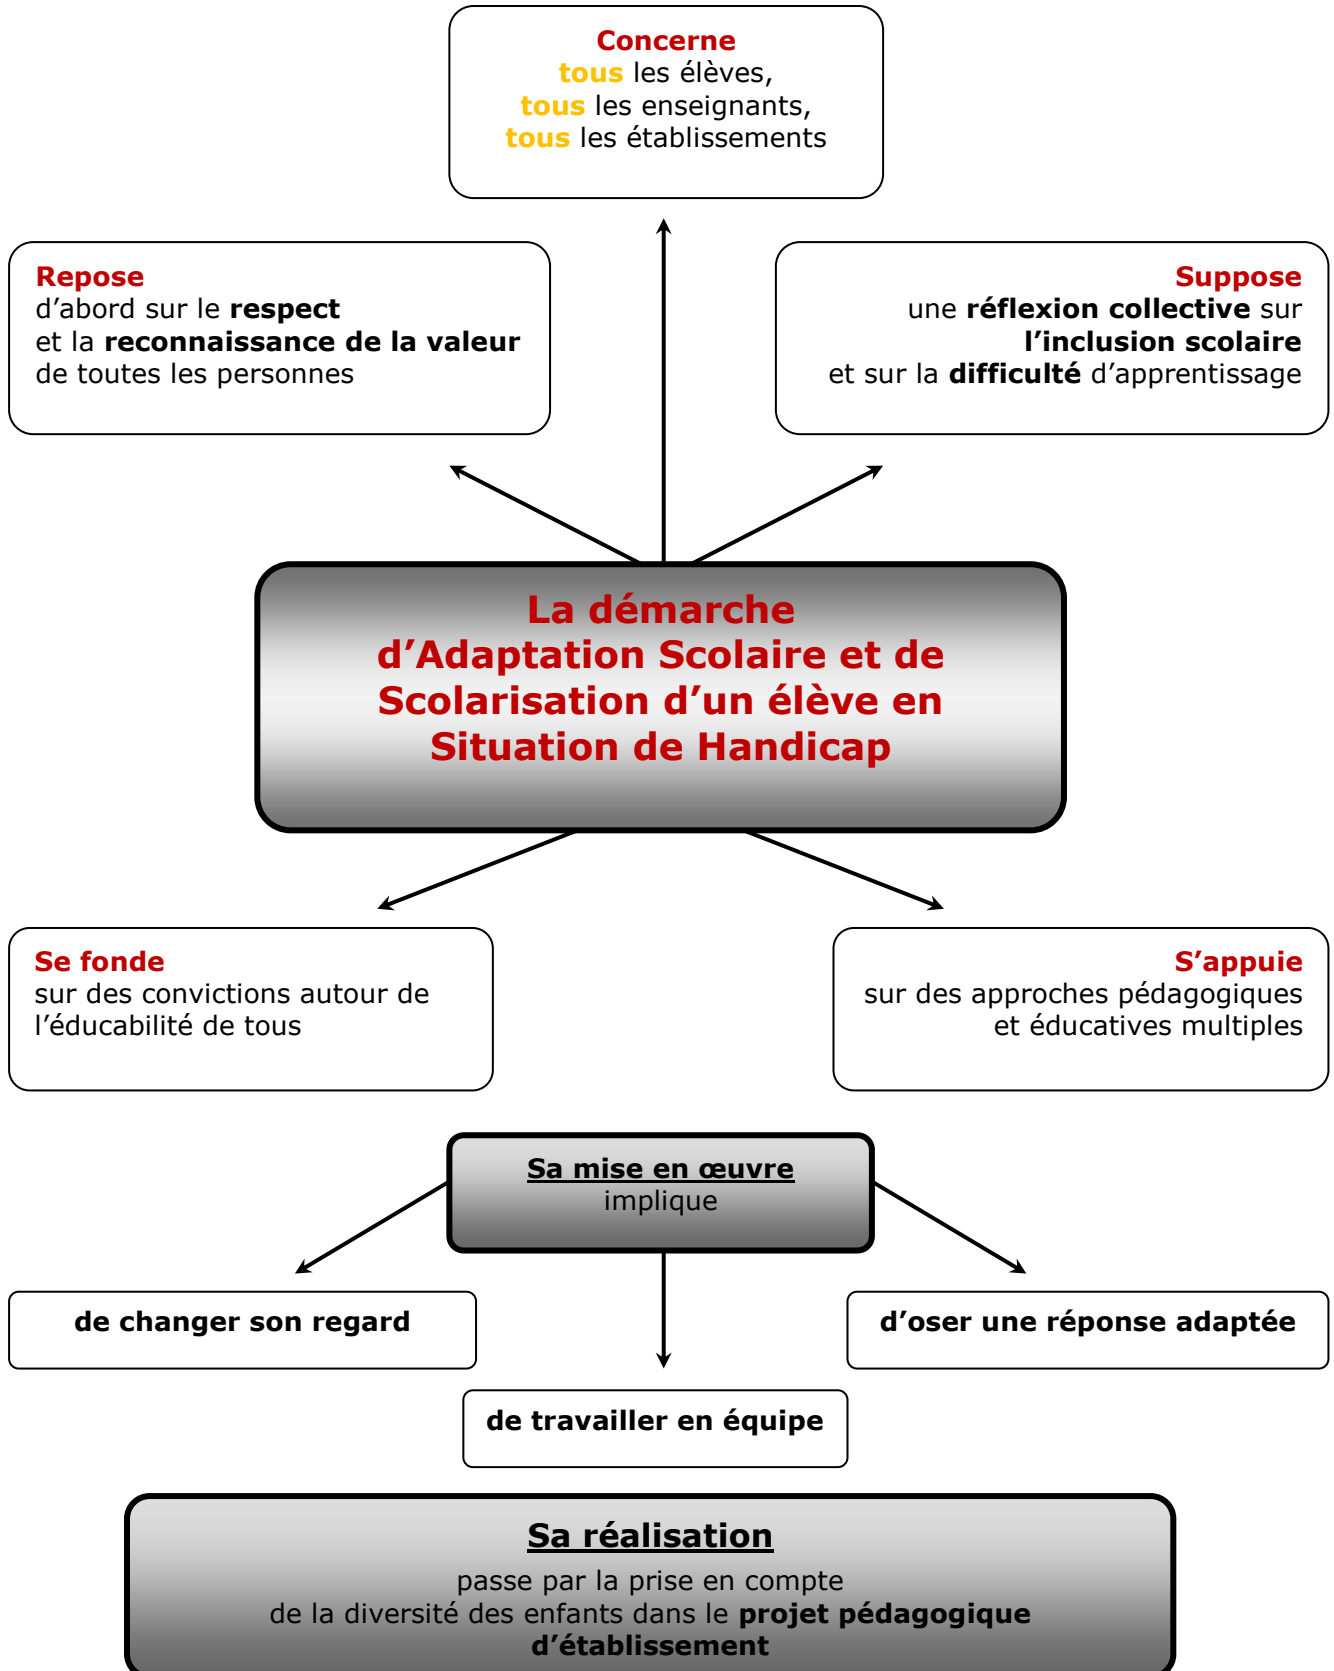 Concerne
tous les élèves,
tous les enseignants,
tous les établissements
Repose
d’abord sur le respect
et la reconnaissance de la valeur
de toutes les personnes
Suppose
une réflexion collective sur
l’inclusion scolaire
et sur la difficulté d’apprentissage
La démarche
d’Adaptation Scolaire et de
Scolarisation d’un élève en
Situation de Handicap
Se fonde
sur des convictions autour de
l’éducabilité de tous
S’appuie
sur des approches pédagogiques
et éducatives multiples
Sa mise en œuvre
implique
de changer son regard
d’oser une réponse adaptée
de travailler en équipe
Sa réalisation
passe par la prise en compte
de la diversité des enfants dans le projet pédagogique
d’établissement